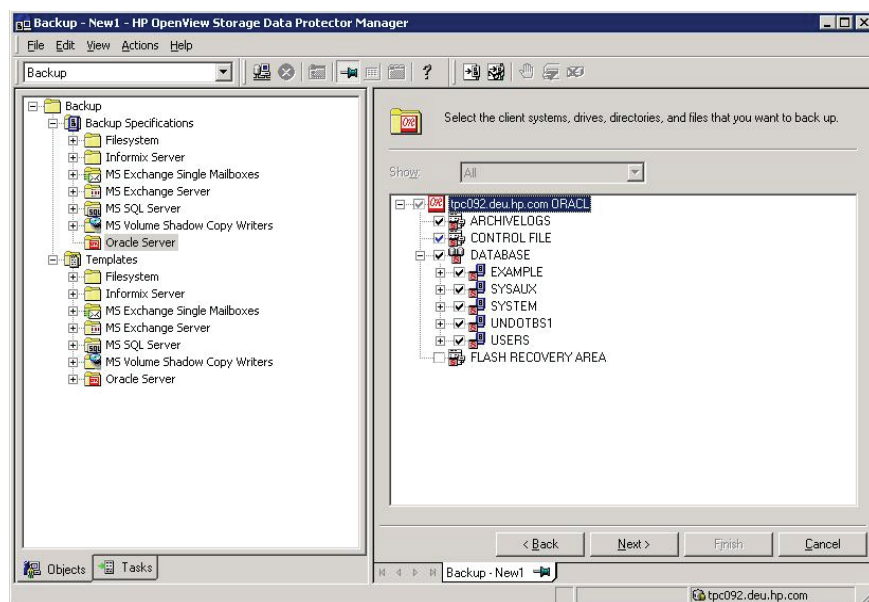 Backup - New1 - HP OpenView Storage Data Protector Manager
File Edit View Actions Help
Backup
?
Backup
Backup Specifications
Filesystem
Informix Server
MS Exchange Single Mailboxes
MS Exchange Server
MS SQL Server
MS Volume Shadow Copy Writers
Oracle Server
Templates
Filesystem
Informix Server
MS Exchange Single Mailboxes
MS Exchange Server
MS SQL Server
MS Volume Shadow Copy Writers
Oracle Server
Objects
Tasks
Select the client systems, drives, directories, and files that you want to back up.
Show:
All
tpc092.deu.hp.com ORACL
ARCHIVELOGS
CONTROL FILE
DATABASE
EXAMPLE
SYSAUX
SYSTEM
UNDOTBS1
USERS
FLASH RECOVERY AREA
< Back
Next >
Finish
Cancel
Backup - New1
tpc092.deu.hp.com